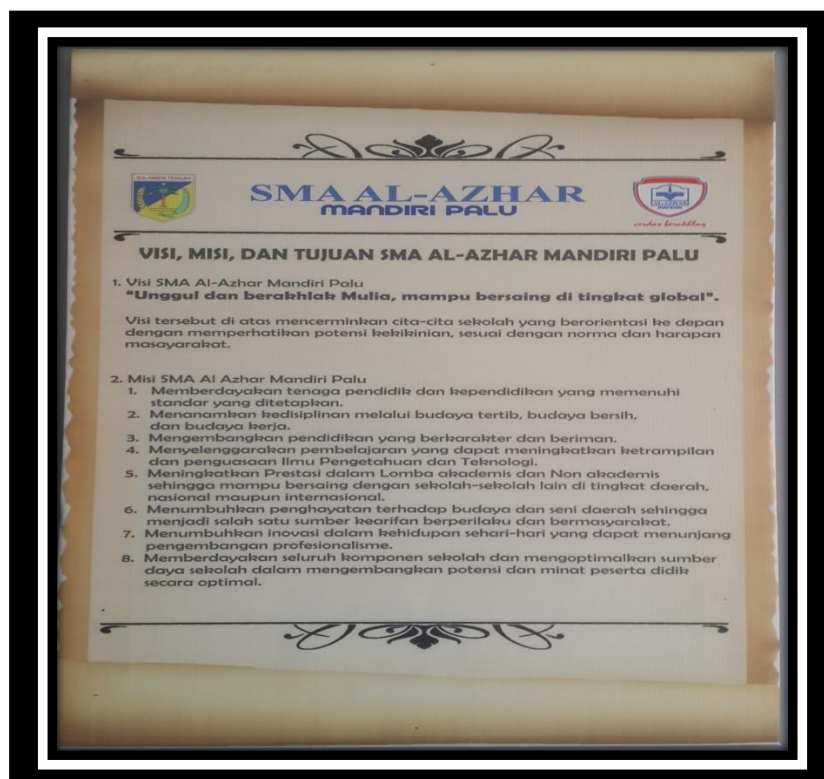 SULAWESI TENGAH
SMA AL-AZHAR
MANDIRI PALU
AL-AZHAR
cerdas berakhlaq
VISI, MISI, DAN TUJUAN SMA AL-AZHAR MANDIRI PALU
1. Visi SMA Al-Azhar Mandiri Palu
"Unggul dan berakhlak Mulia, mampu bersaing di tingkat global".
Visi tersebut di atas mencerminkan cita-cita sekolah yang berorientasi ke depan
dengan memperhatikan potensi kekikinian, sesuai dengan norma dan harapan
masayarakat.
2. Misi SMA Al Azhar Mandiri Palu
1. Memberdayakan tenaga pendidik dan kependidikan yang memenuhi
standar yang ditetapkan.
2. Menanamkan kedisiplinan melalui budaya tertib, budaya bersih,
dan budaya kerja.
3. Mengembangkan pendidikan yang berkarakter dan beriman.
4. Menyelenggarakan pembelajaran yang dapat meningkatkan ketrampilan
dan penguasaan Ilmu Pengetahuan dan Teknologi.
5. Meningkatkan Prestasi dalam Lomba akademis dan Non akademis
sehingga mampu bersaing dengan sekolah-sekolah lain di tingkat daerah,
nasional maupun internasional.
6. Menumbuhkan penghayatan terhadap budaya dan seni daerah sehingga
menjadi salah satu sumber kearifan berperilaku dan bermasyarakat.
7. Menumbuhkan inovasi dalam kehidupan sehari-hari yang dapat menunjang
pengembangan profesionalisme.
8. Memberdayakan seluruh komponen sekolah dan mengoptimalkan sumber
daya sekolah dalam mengembangkan potensi dan minat peserta didik
secara optimal.